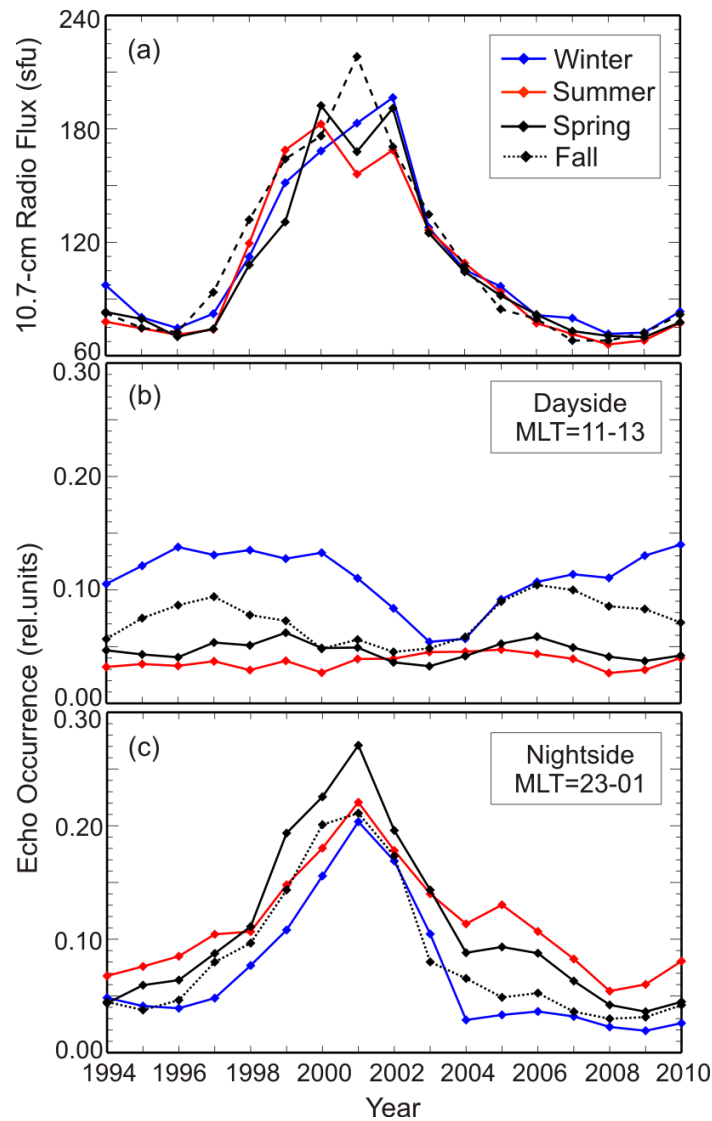 240
180
120
60
10.7-cm Radio Flux (sfu)
(a)
Winter
Summer
Spring
Fall
0.30
0.20
0.10
0.00
(b)
Dayside
MLT=11-13
Echo Occurrence (rel.units)
0.30
0.20
0.10
0.00
(c)
Nightside
MLT=23-01
1994 1996 1998 2000 2002 2004 2006 2008 2010
Year